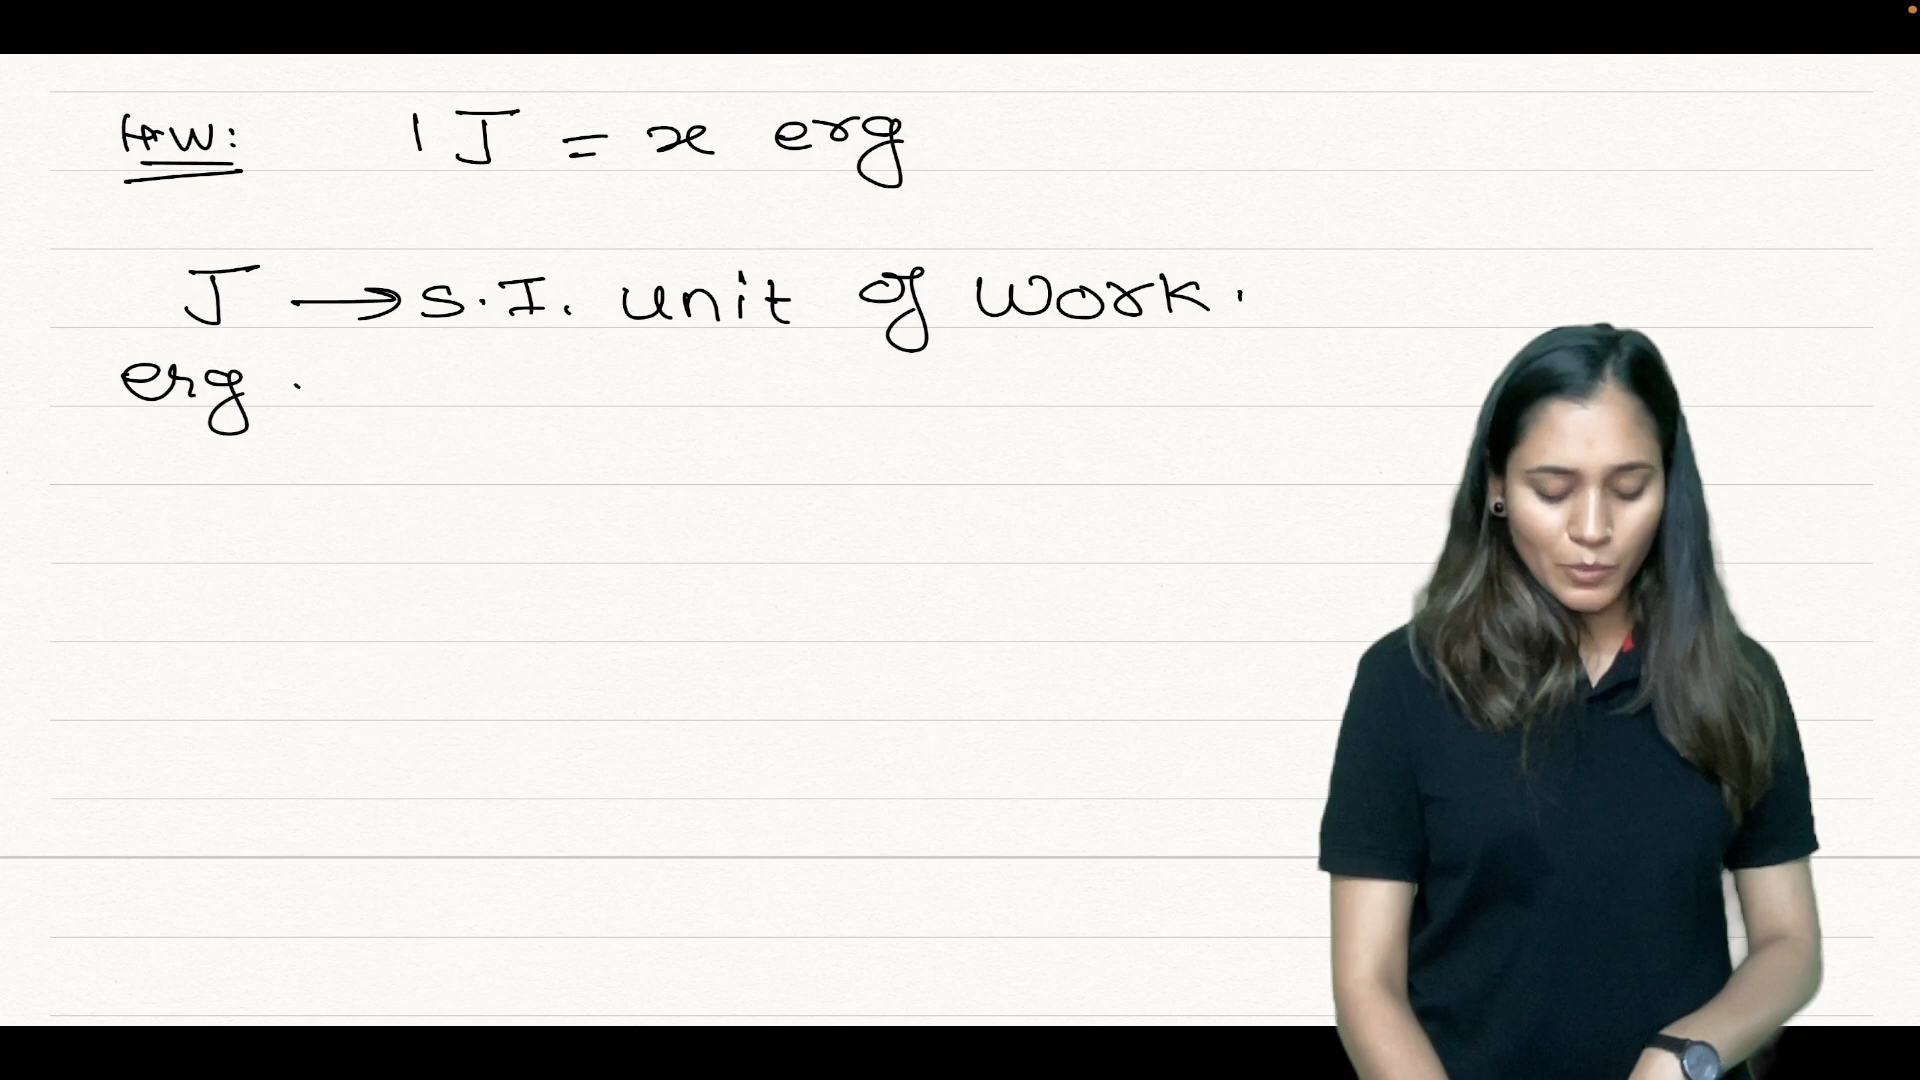 HW: 1 J = x erg
J → S.I. unit of work.
erg .